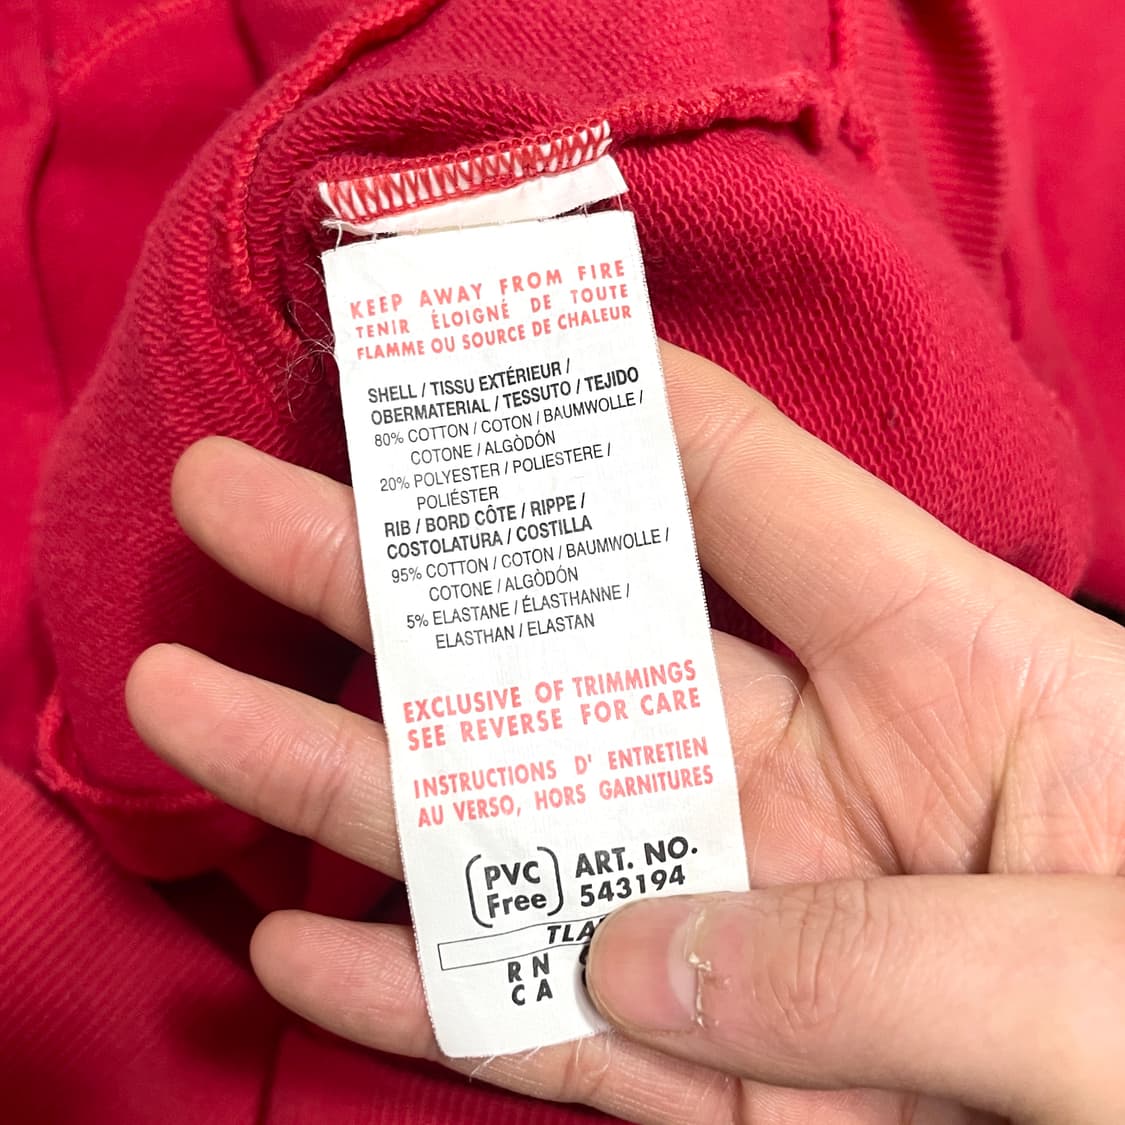 KEEP AWAY FROM FIRE
TENIR ÉLOIGNÉ DE TOUTE
FLAMME OU SOURCE DE CHALEUR
SHELL / TISSU EXTÉRIEUR /
OBERMATERIAL / TESSUTO / TEJIDO
80% COTTON / COTON / BAUMWOLLE /
COTONE / ALGÒDÓN
20% POLYESTER / POLIESTERE /
POLIÉSTER
RIB / BORD CÔTE / RIPPE /
COSTOLATURA / COSTILLA
95% COTTON / COTON / BAUMWOLLE /
COTONE / ALGÒDÓN
5% ELASTANE / ÉLASTHANNE /
ELASTHAN / ELASTAN
EXCLUSIVE OF TRIMMINGS
SEE REVERSE FOR CARE
INSTRUCTIONS D' ENTRETIEN
AU VERSO, HORS GARNITURES
PVC Free
ART. NO.
543194
RN
CA